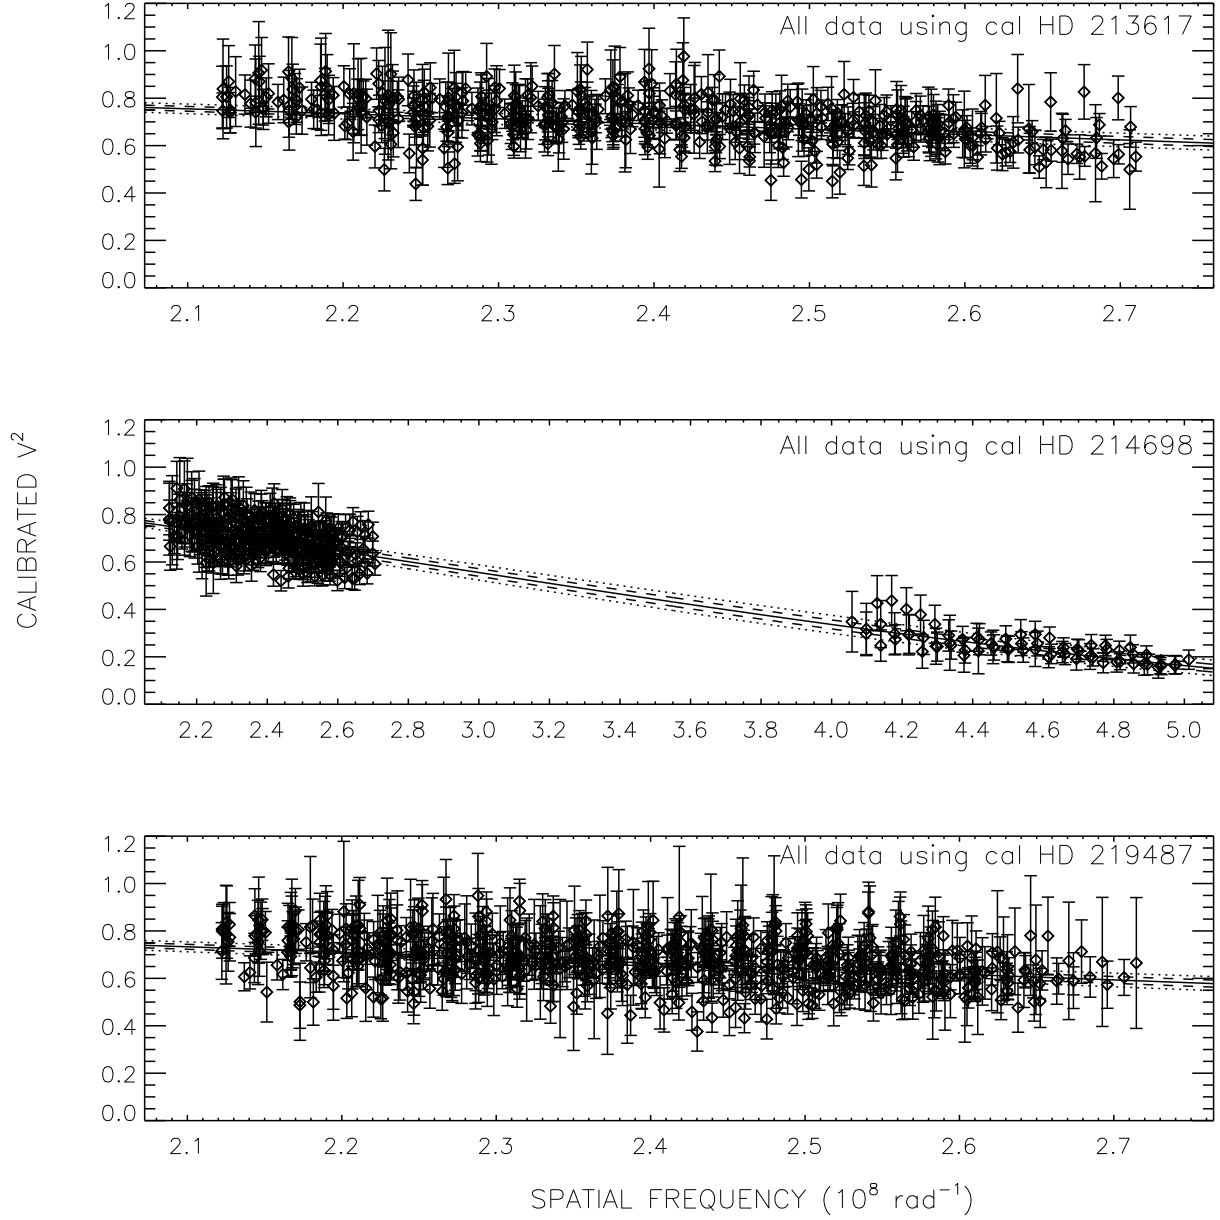 1.2
1.0
0.8
0.6
0.4
0.2
0.0
All data using cal HD 213617
2.1 2.2 2.3 2.4 2.5 2.6 2.7
CALIBRATED V²
1.2
1.0
0.8
0.6
0.4
0.2
0.0
All data using cal HD 214698
2.2 2.4 2.6 2.8 3.0 3.2 3.4 3.6 3.8 4.0 4.2 4.4 4.6 4.8 5.0
1.2
1.0
0.8
0.6
0.4
0.2
0.0
All data using cal HD 219487
2.1 2.2 2.3 2.4 2.5 2.6 2.7
SPATIAL FREQUENCY (10⁸ rad⁻¹)